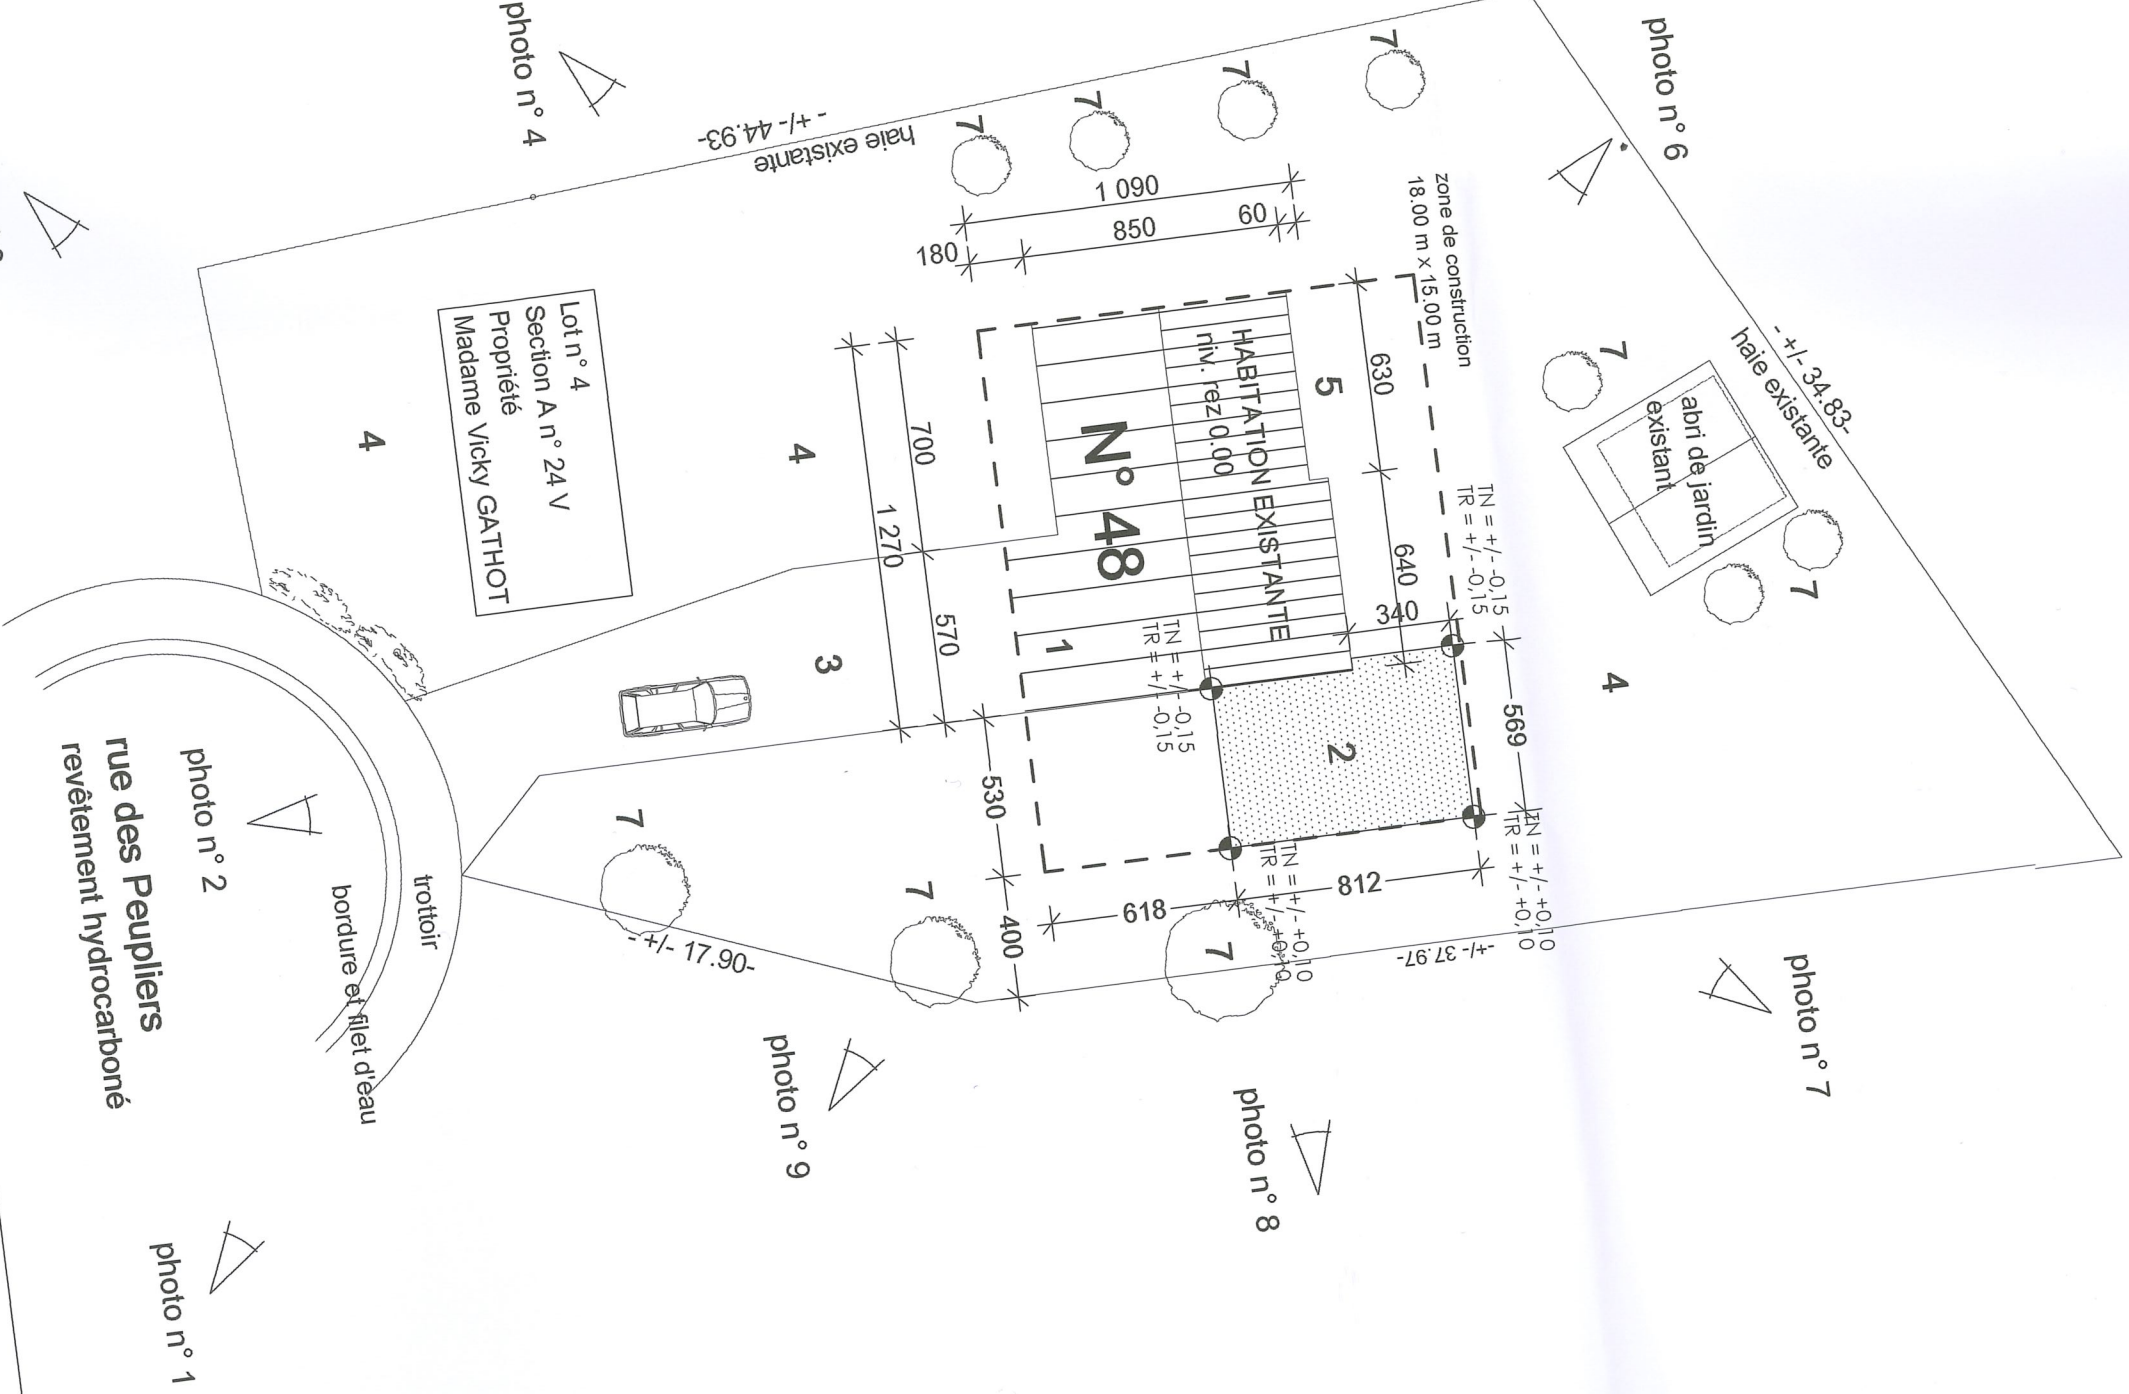 photo n° 4
photo n° 6
- +/- 44.93-
haie existante
7
7
7
7
1 090
850
60
180
zone de construction
18.00 m x 15.00 m
- +/- 34.83-
haie existante
7
abri de jardin
existant
7
7
Lot n° 4
Section A n° 24 V
Propriété
Madame Vicky GATHOT
4
4
4
HABITATION EXISTANTE
niv. rez 0.00
N° 48
5
630
640
340
700
1 270
570
TN = +/- -0,15
TR = +/- -0,15
TN = +/- -0,15
TR = +/- -0,15
1
2
3
569
530
400
618
812
TN = +/- +0,10
TR = +/- +0,10
TN = +/- +0,10
TR = +/- +0,10
7
7
7
- +/- 17.90-
-+/- 37.97-
trottoir
bordure et filet d'eau
rue des Peupliers
revêtement hydrocarboné
photo n° 2
photo n° 9
photo n° 8
photo n° 7
photo n° 1